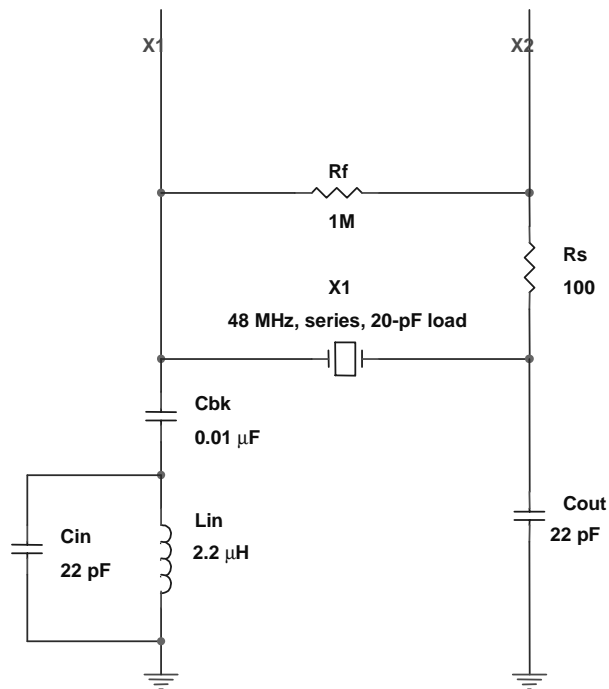 X1
X2
Rf
1M
Rs
100
X1
48 MHz, series, 20-pF load
Cbk
0.01 μF
Cin
22 pF
Lin
2.2 μH
Cout
22 pF